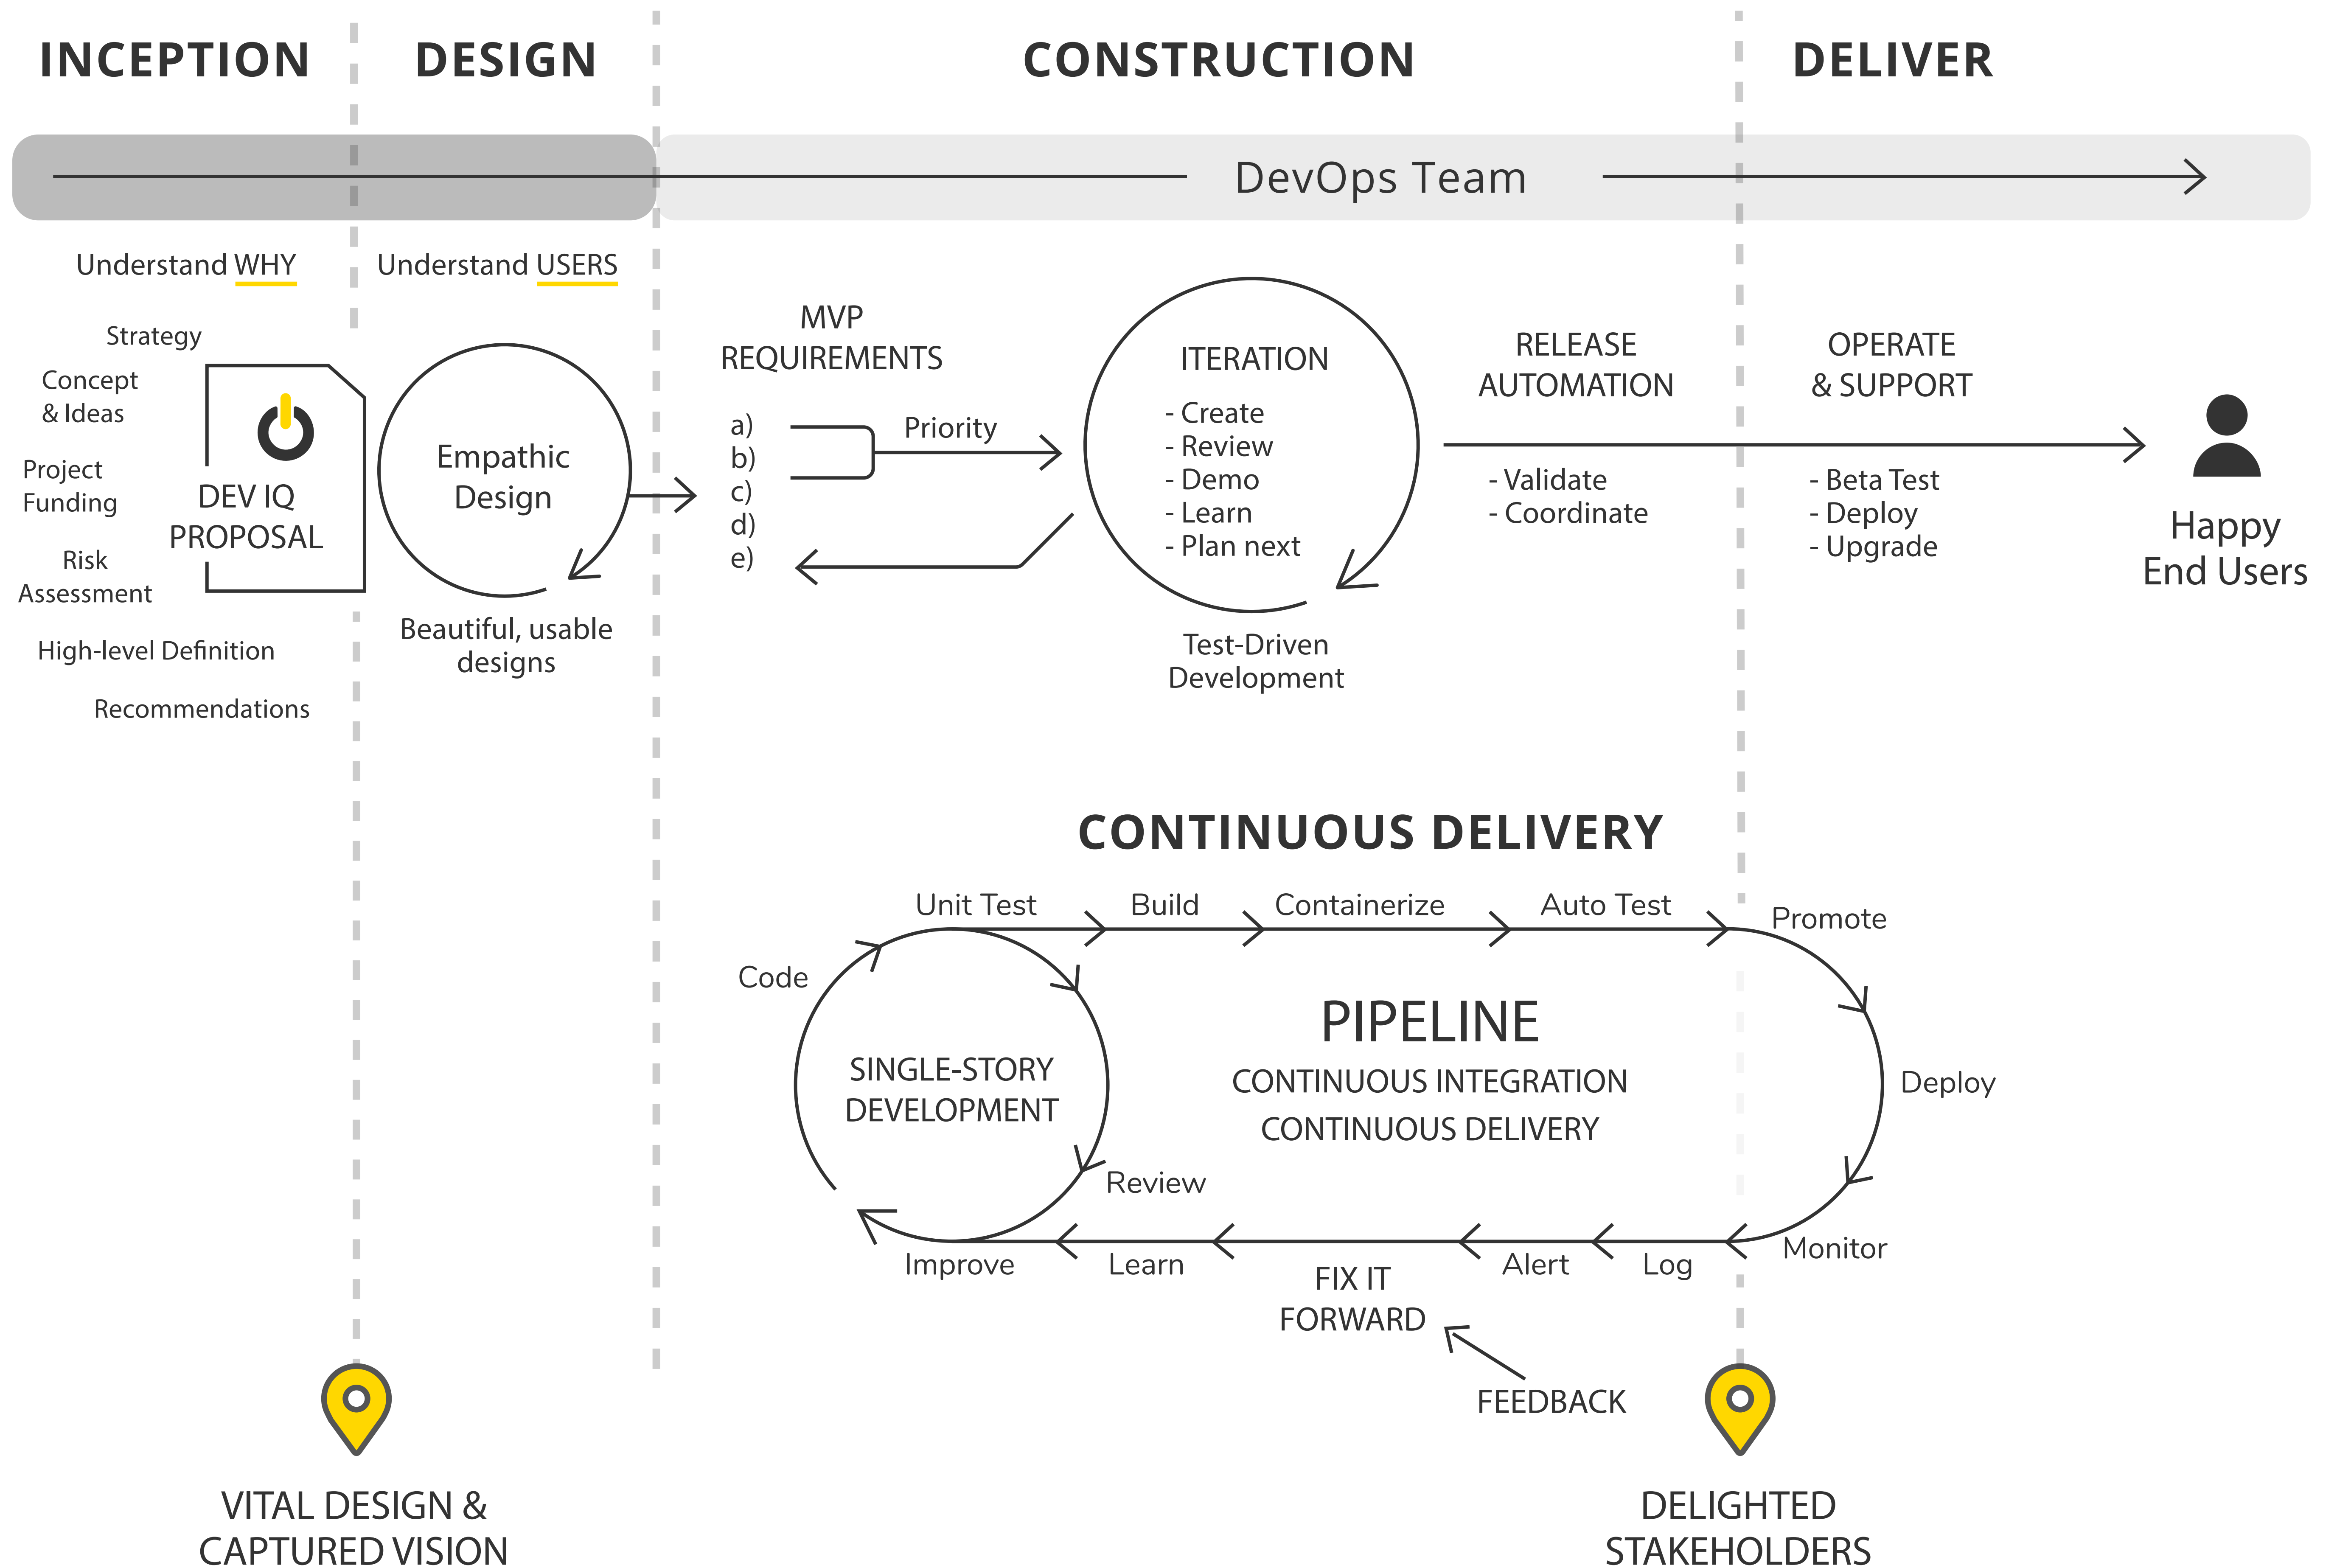 INCEPTION
DESIGN
CONSTRUCTION
DELIVER
DevOps Team
Understand WHY
Understand USERS
Strategy
Concept
& Ideas
Project
Funding
Risk
Assessment
High-level Definition
Recommendations
DEV IQ
PROPOSAL
Empathic
Design
Beautiful, usable
designs
MVP
REQUIREMENTS
a)
b)
c)
d)
e)
Priority
ITERATION
- Create
- Review
- Demo
- Learn
- Plan next
Test-Driven
Development
RELEASE
AUTOMATION
- Validate
- Coordinate
OPERATE
& SUPPORT
- Beta Test
- Deploy
- Upgrade
Happy
End Users
CONTINUOUS DELIVERY
Code
Unit Test
Build
Containerize
Auto Test
Promote
Deploy
Monitor
Log
Alert
FIX IT
FORWARD
Learn
Improve
Review
SINGLE-STORY
DEVELOPMENT
PIPELINE
CONTINUOUS INTEGRATION
CONTINUOUS DELIVERY
FEEDBACK
VITAL DESIGN &
CAPTURED VISION
DELIGHTED
STAKEHOLDERS